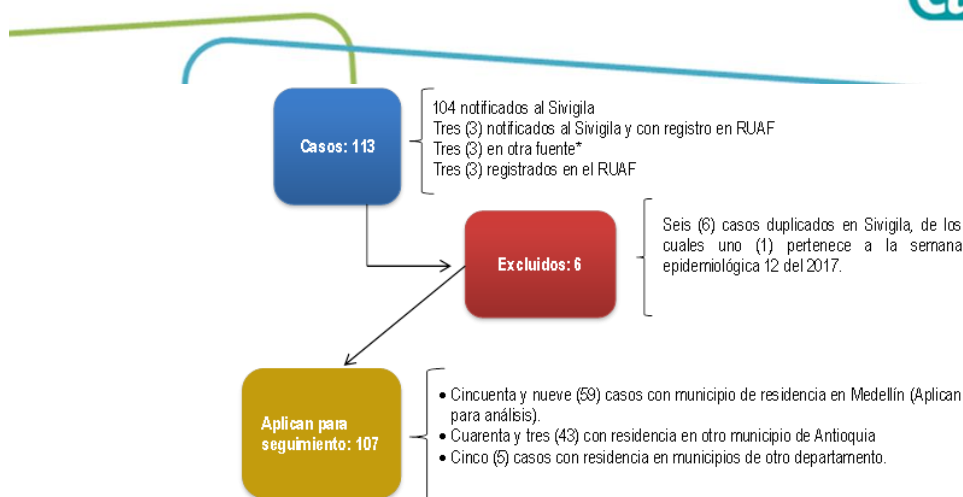 Casos: 113
104 notificados al Sivigila
Tres (3) notificados al Sivigila y con registro en RUAF
Tres (3) en otra fuente*
Tres (3) registrados en el RUAF
Excluidos: 6
Seis (6) casos duplicados en Sivigila, de los
cuales uno (1) pertenece a la semana
epidemiológica 12 del 2017.
Aplican para
seguimiento: 107
• Cincuenta y nueve (59) casos con municipio de residencia en Medellín (Aplican
para análisis).
• Cuarenta y tres (43) con residencia en otro municipio de Antioquia
• Cinco (5) casos con residencia en municipios de otro departamento.